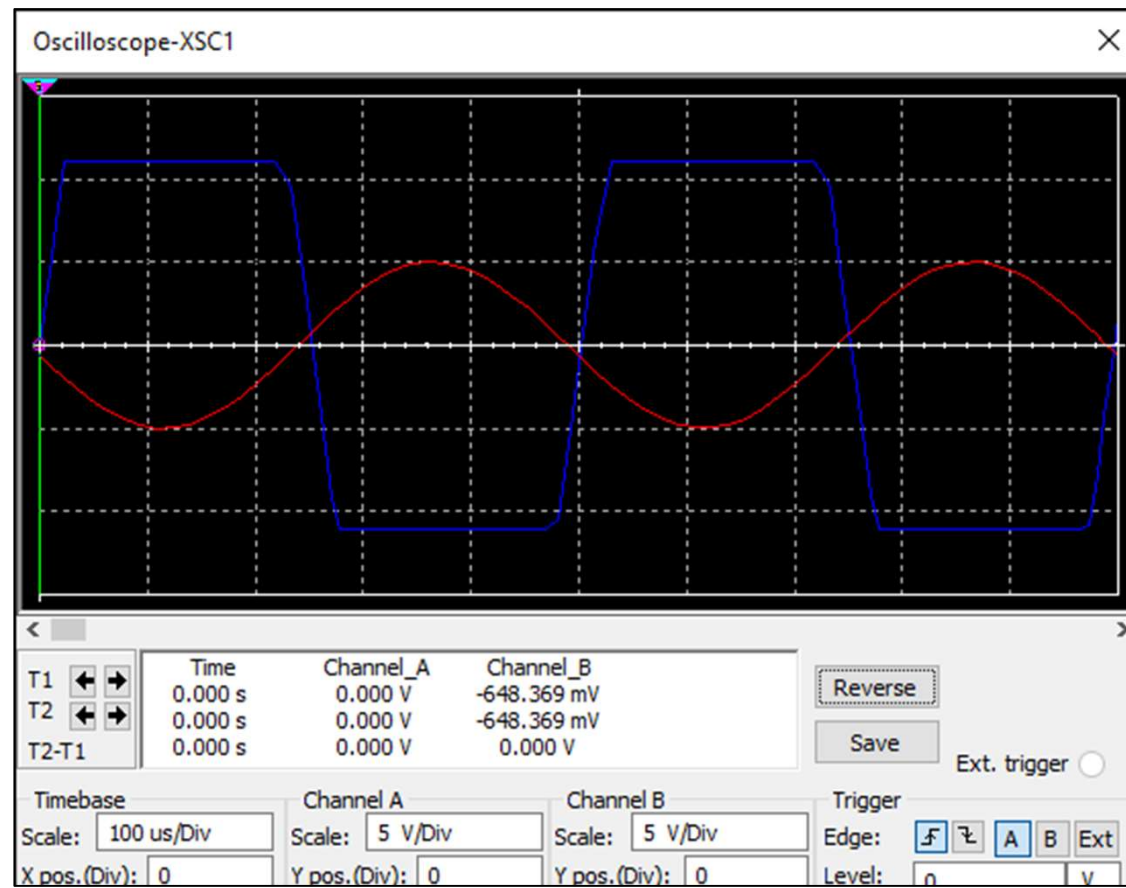 Oscilloscope-XSC1
Time Channel_A Channel_B
T1 0.000 s 0.000 V -648.369 mV
T2 0.000 s 0.000 V -648.369 mV
T2-T1 0.000 s 0.000 V 0.000 V
Reverse
Save
Ext. trigger
Timebase Channel A Channel B Trigger
Scale: 100 us/Div Scale: 5 V/Div Scale: 5 V/Div Edge: A B Ext
X pos.(Div): 0 Y pos.(Div): 0 Y pos.(Div): 0 Level: 0 V